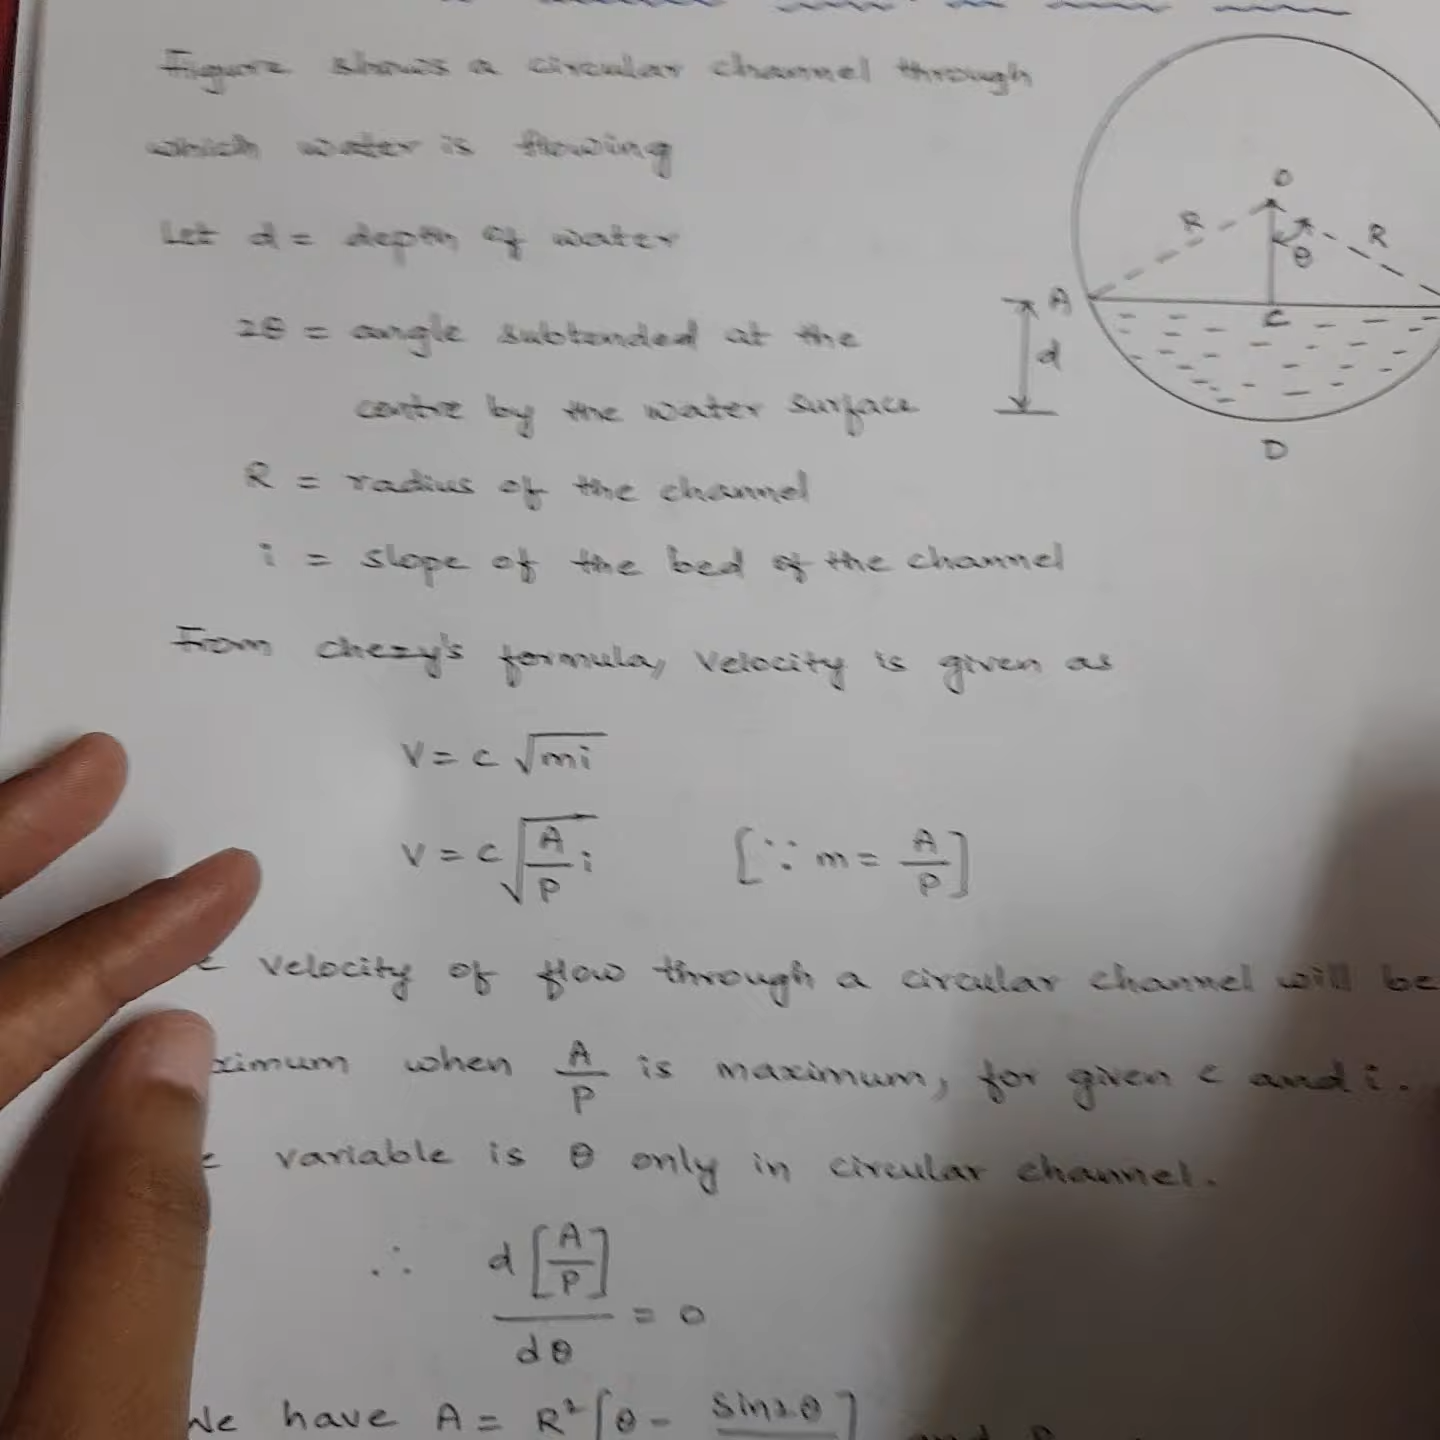 Figure shows a circular channel through
which water is flowing
Let d = depth of water
2θ = angle subtended at the
centre by the water surface
R = radius of the channel
i = slope of the bed of the channel
From chezy's formula, velocity is given as
V = c √mi
V = c √(A/P i) [∵ m = A/P]
velocity of flow through a circular channel will be
ximum when A/P is maximum, for given c and i.
variable is θ only in circular channel.
∴ d[A/P]/dθ = 0
We have A = R² [θ - sin2θ ]
O
R R
θ
A C
d
D